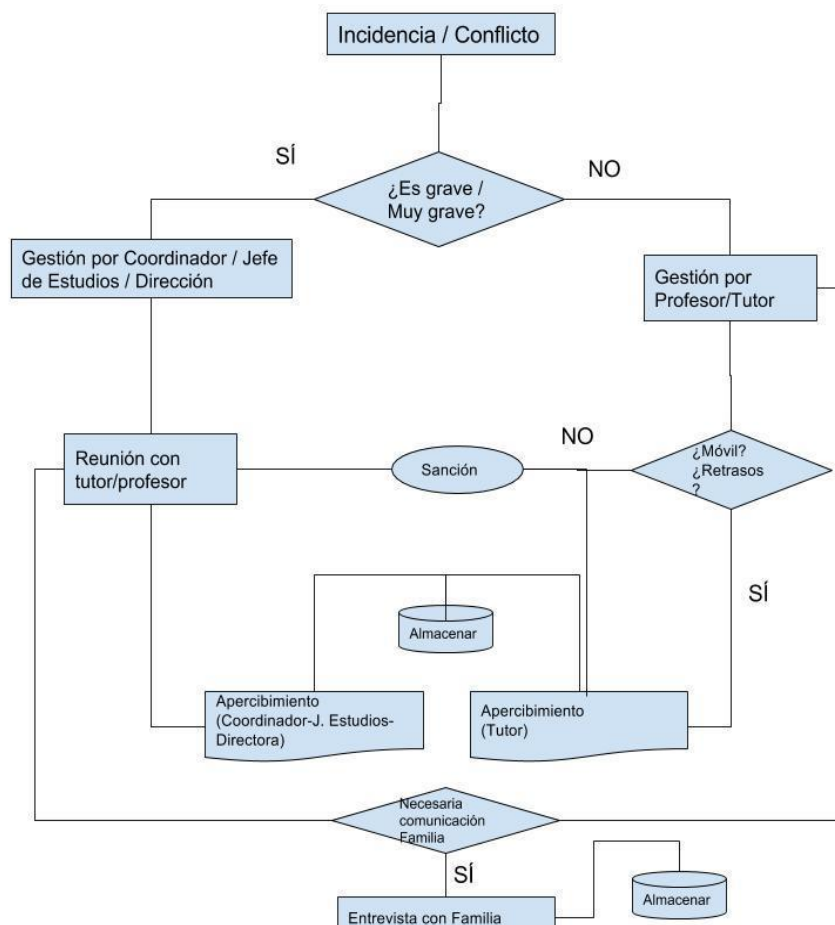 Incidencia / Conflicto
SÍ
NO
¿Es grave /
Muy grave?
Gestión por Coordinador / Jefe
de Estudios / Dirección
Gestión por
Profesor/Tutor
Reunión con
tutor/profesor
Sanción
NO
¿Móvil?
¿Retrasos
?
SÍ
Almacenar
Apercibimiento
(Coordinador-J. Estudios-
Directora)
Apercibimiento
(Tutor)
Necesaria
comunicación
Familia
SÍ
Entrevista con Familia
Almacenar